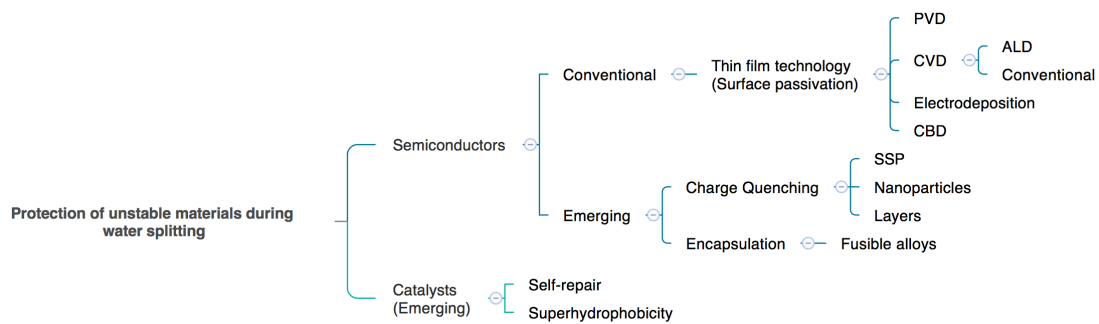 Protection of unstable materials during
water splitting
Semiconductors
Conventional
Thin film technology
(Surface passivation)
PVD
CVD
ALD
Conventional
Electrodeposition
CBD
Emerging
Charge Quenching
SSP
Nanoparticles
Layers
Encapsulation
Fusible alloys
Catalysts
(Emerging)
Self-repair
Superhydrophobicity